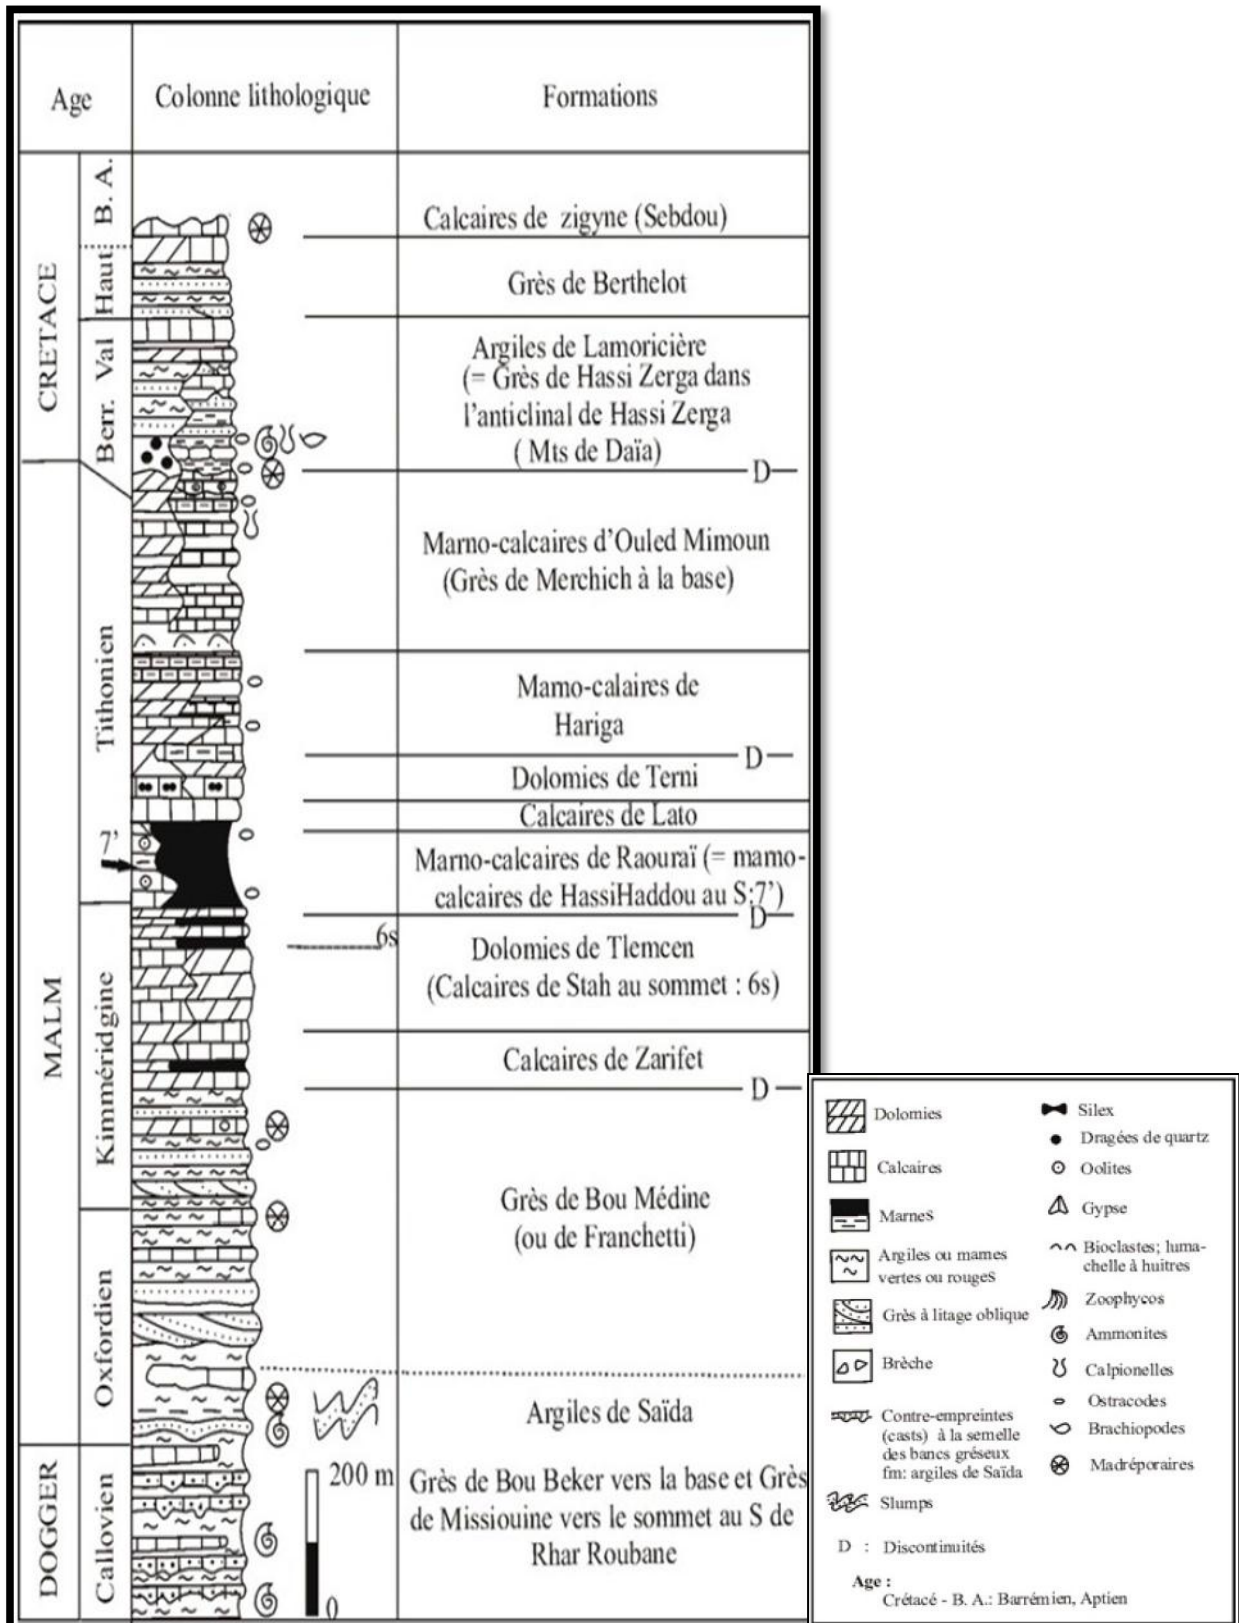 Age
Colonne lithologique
Formations
CRETACE
B. A.
Haut
Val
Berr.
MALM
Tithonien
Kimméridgine
Oxfordien
DOGGER
Callovien
Calcaires de zigyne (Sebdou)
Grès de Berthelot
Argiles de Lamoricière
(= Grès de Hassi Zerga dans
l'anticlinal de Hassi Zerga
( Mts de Daïa)
D
Marno-calcaires d'Ouled Mimoun
(Grès de Merchich à la base)
Mamo-calaires de
Hariga
D
Dolomies de Terni
Calcaires de Lato
7'
Marno-calcaires de Raouraï (= mamo-
calcaires de HassiHaddou au S:7')
D
6s
Dolomies de Tlemcen
(Calcaires de Stah au sommet : 6s)
Calcaires de Zarifet
D
Grès de Bou Médine
(ou de Franchetti)
Argiles de Saïda
200 m
0
Grès de Bou Beker vers la base et Grès
de Missiouine vers le sommet au S de
Rhar Roubane
Dolomies
Calcaires
MarneS
Argiles ou mames
vertes ou rougeS
Grès à litage oblique
Brèche
Contre-empreintes
(casts) à la semelle
des bancs gréseux
fm: argiles de Saïda
Slumps
D : Discontinuités
Age :
Crétacé - B. A.: Barrémien, Aptien
Silex
Dragées de quartz
Oolites
Gypse
Bioclastes; luma-
chelle à huitres
Zoophycos
Ammonites
Calpionelles
Ostracodes
Brachiopodes
Madréporaires